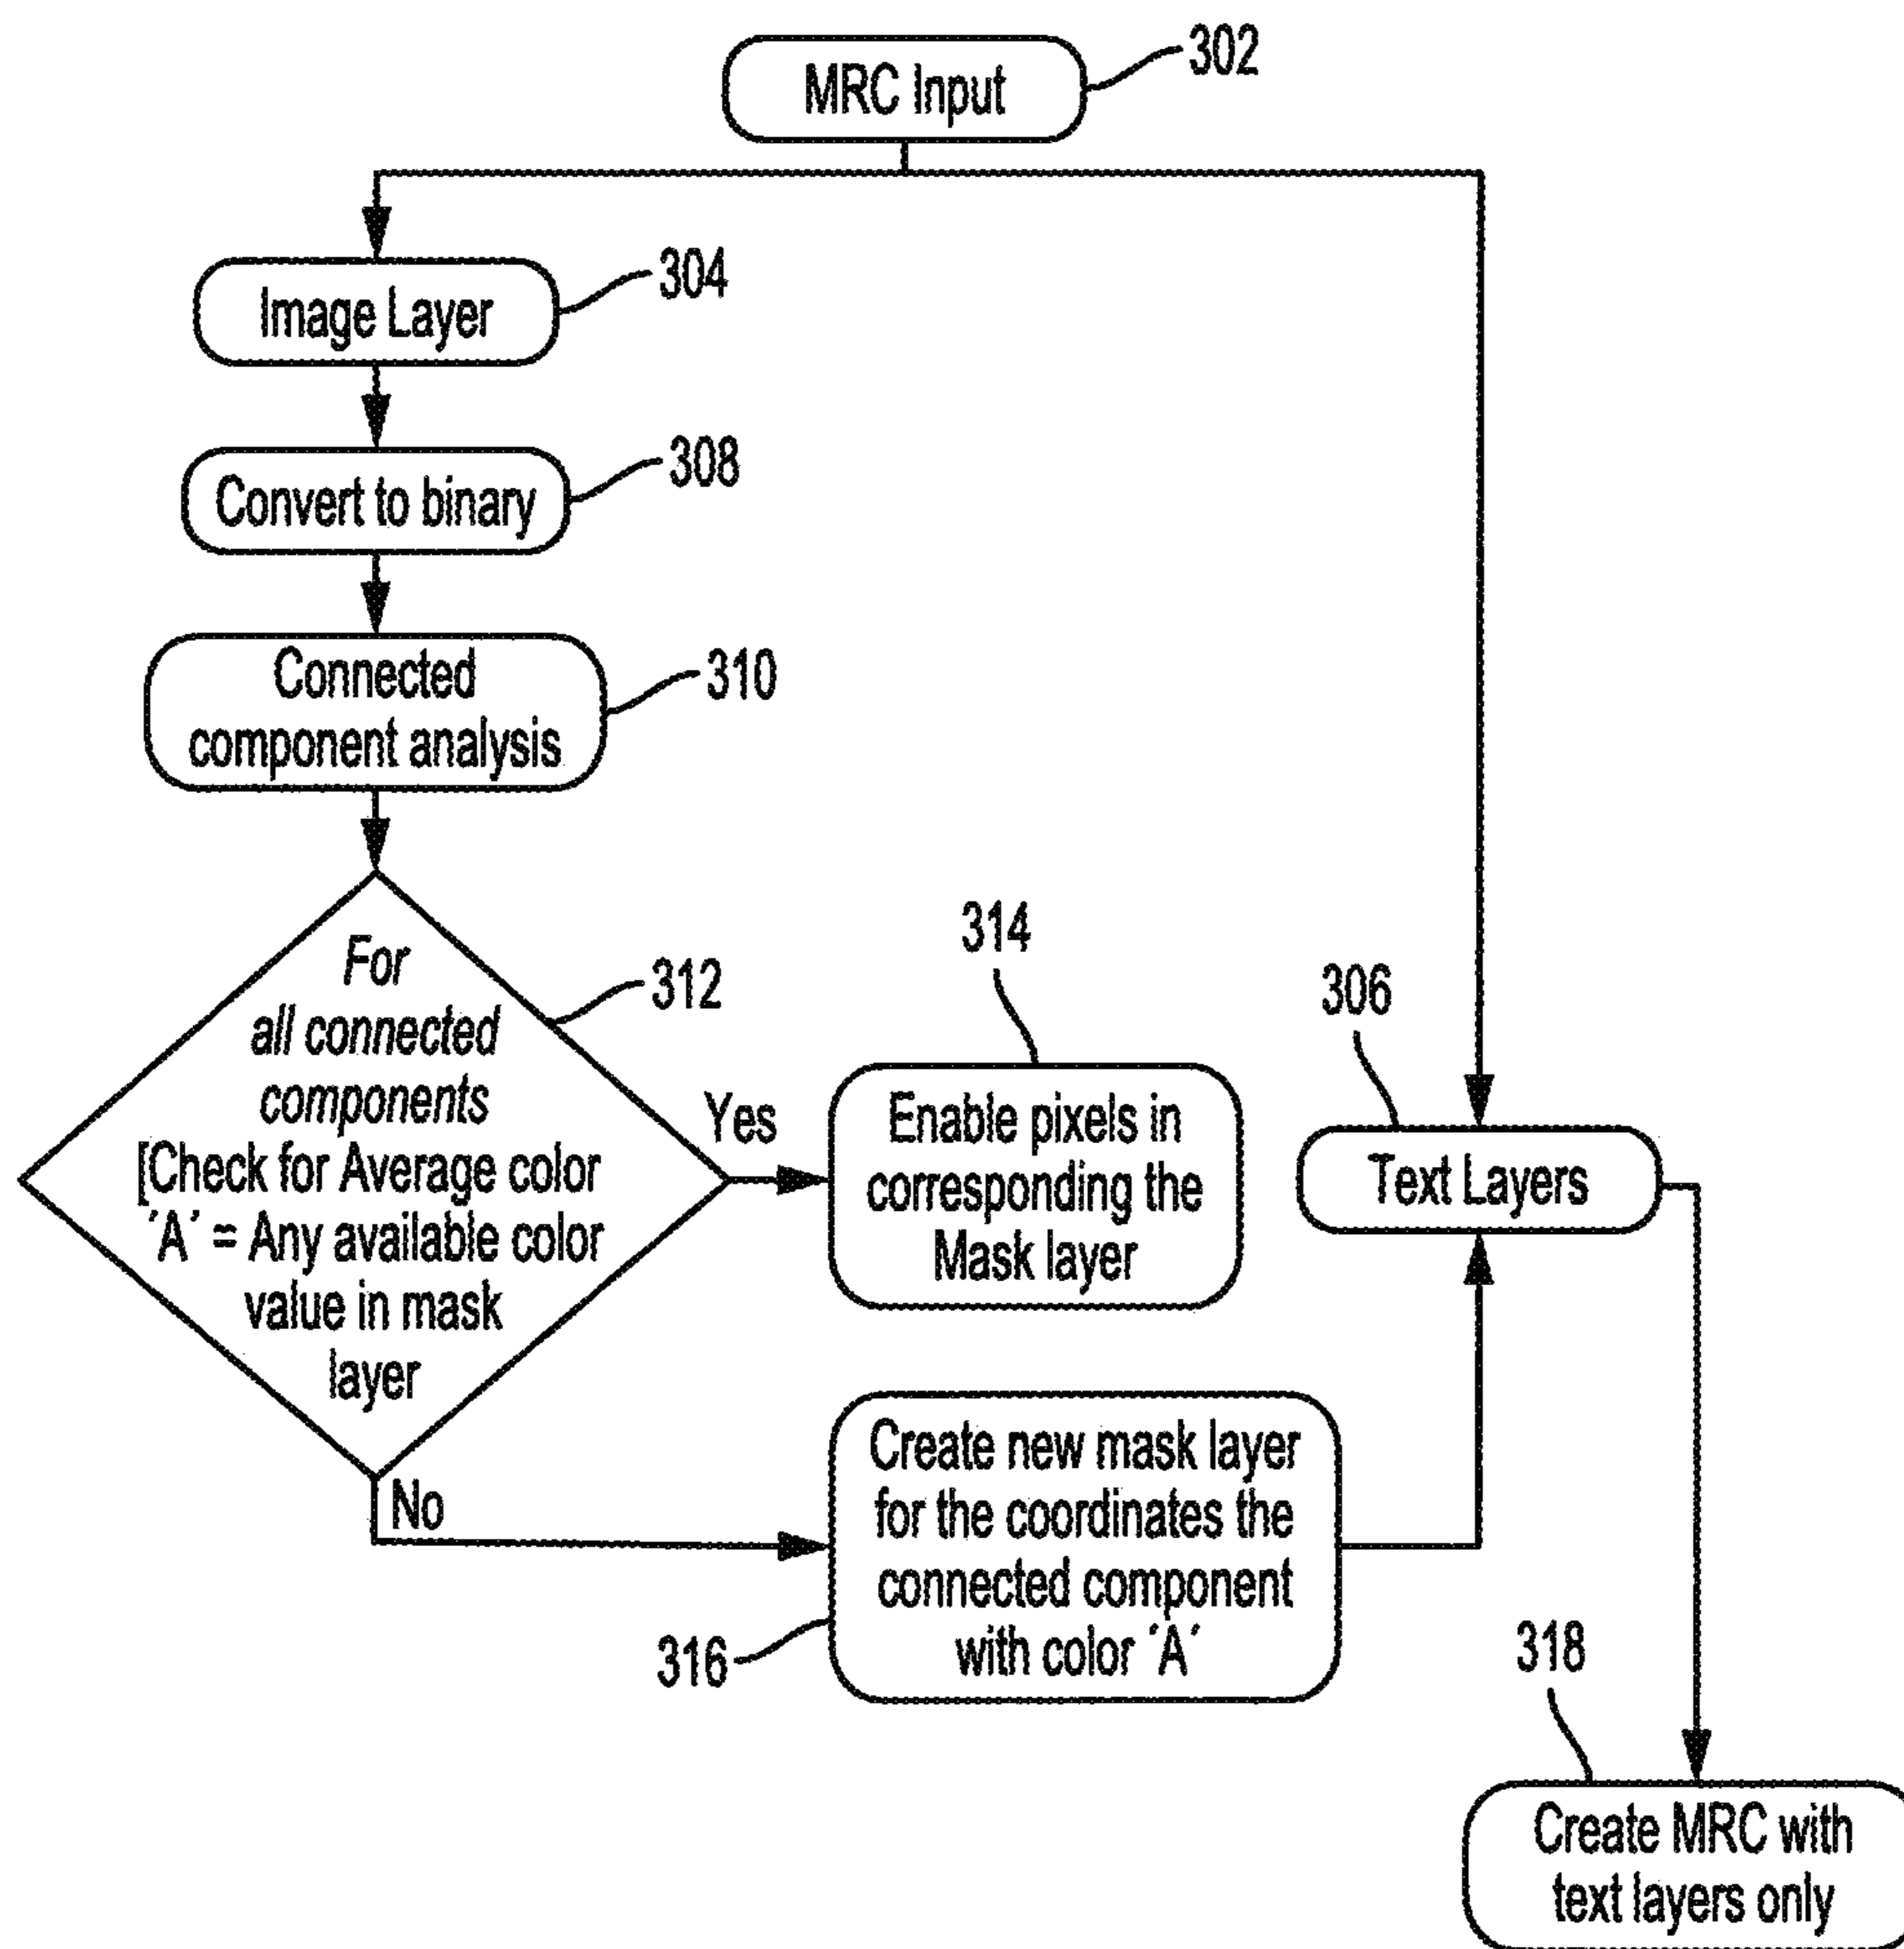 MRC Input
302
Image Layer
304
Convert to binary
308
Connected
component analysis
310
For
all connected
components
[Check for Average color
´A´ = Any available color
value in mask
layer
312
Yes
No
314
Enable pixels in
corresponding the
Mask layer
306
Text Layers
Create new mask layer
for the coordinates the
connected component
with color ´A´
316
318
Create MRC with
text layers only